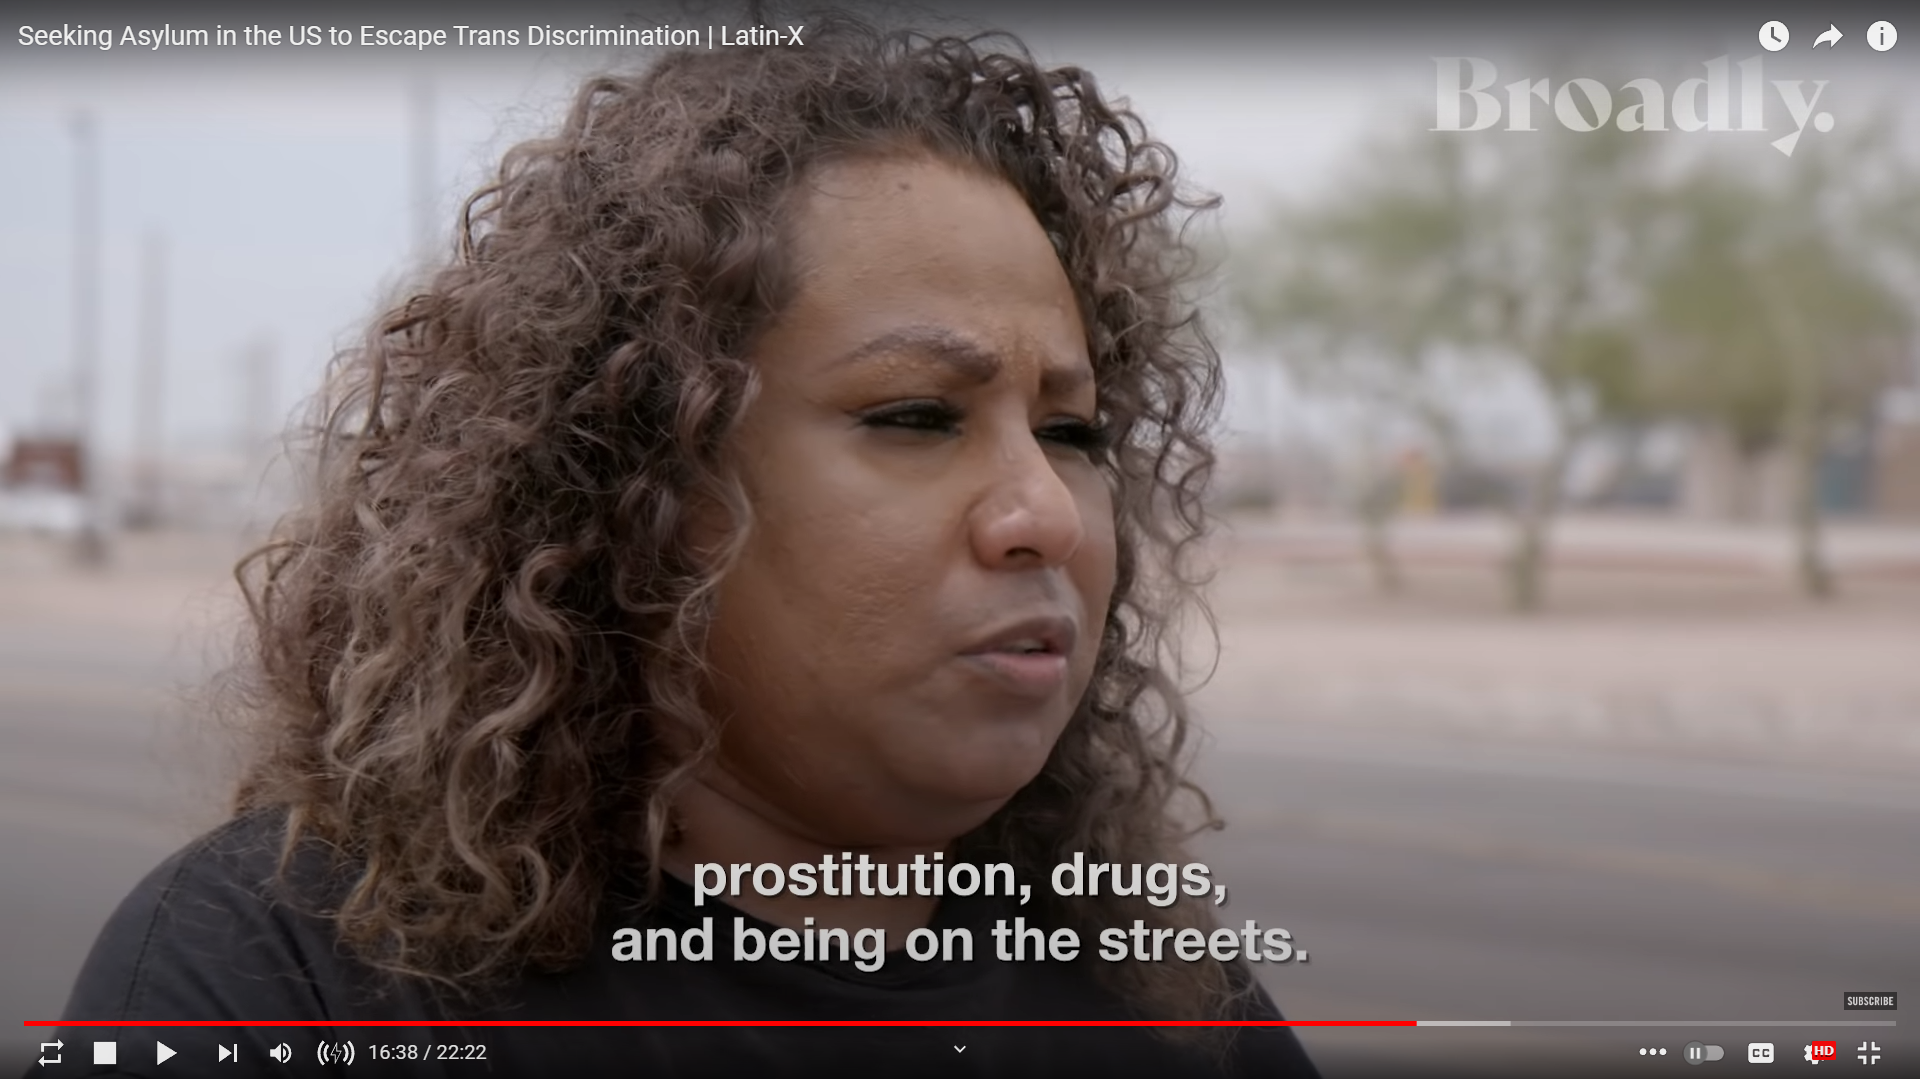 Seeking Asylum in the US to Escape Trans Discrimination | Latin-X
Broadly.
prostitution, drugs,
and being on the streets.
SUBSCRIBE
16:38 / 22:22
CC
HD